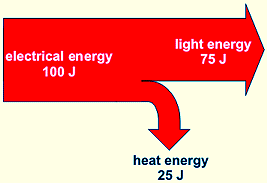 electrical energy
100 J
light energy
75 J
heat energy
25 J